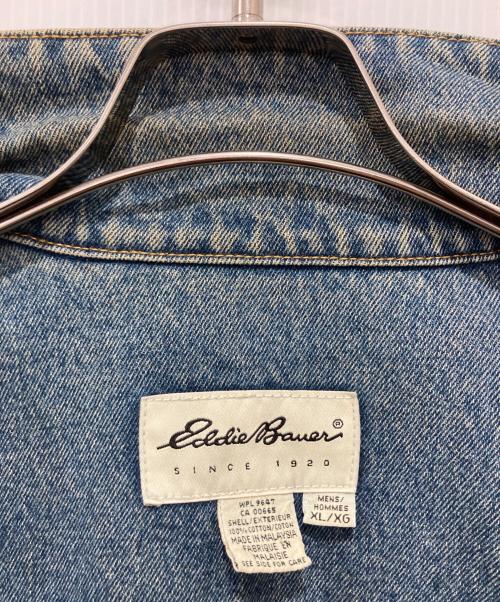 Eddie Bauer®
SINCE 1920
WPL 9647
CA 00665
SHELL/EXTERIEUR
100% COTTON/COTON
MADE IN MALAYSIA
FABRIQUE EN
MALAISIE
SEE SIDE FOR CARE
MENS/
HOMMES
XL/XG